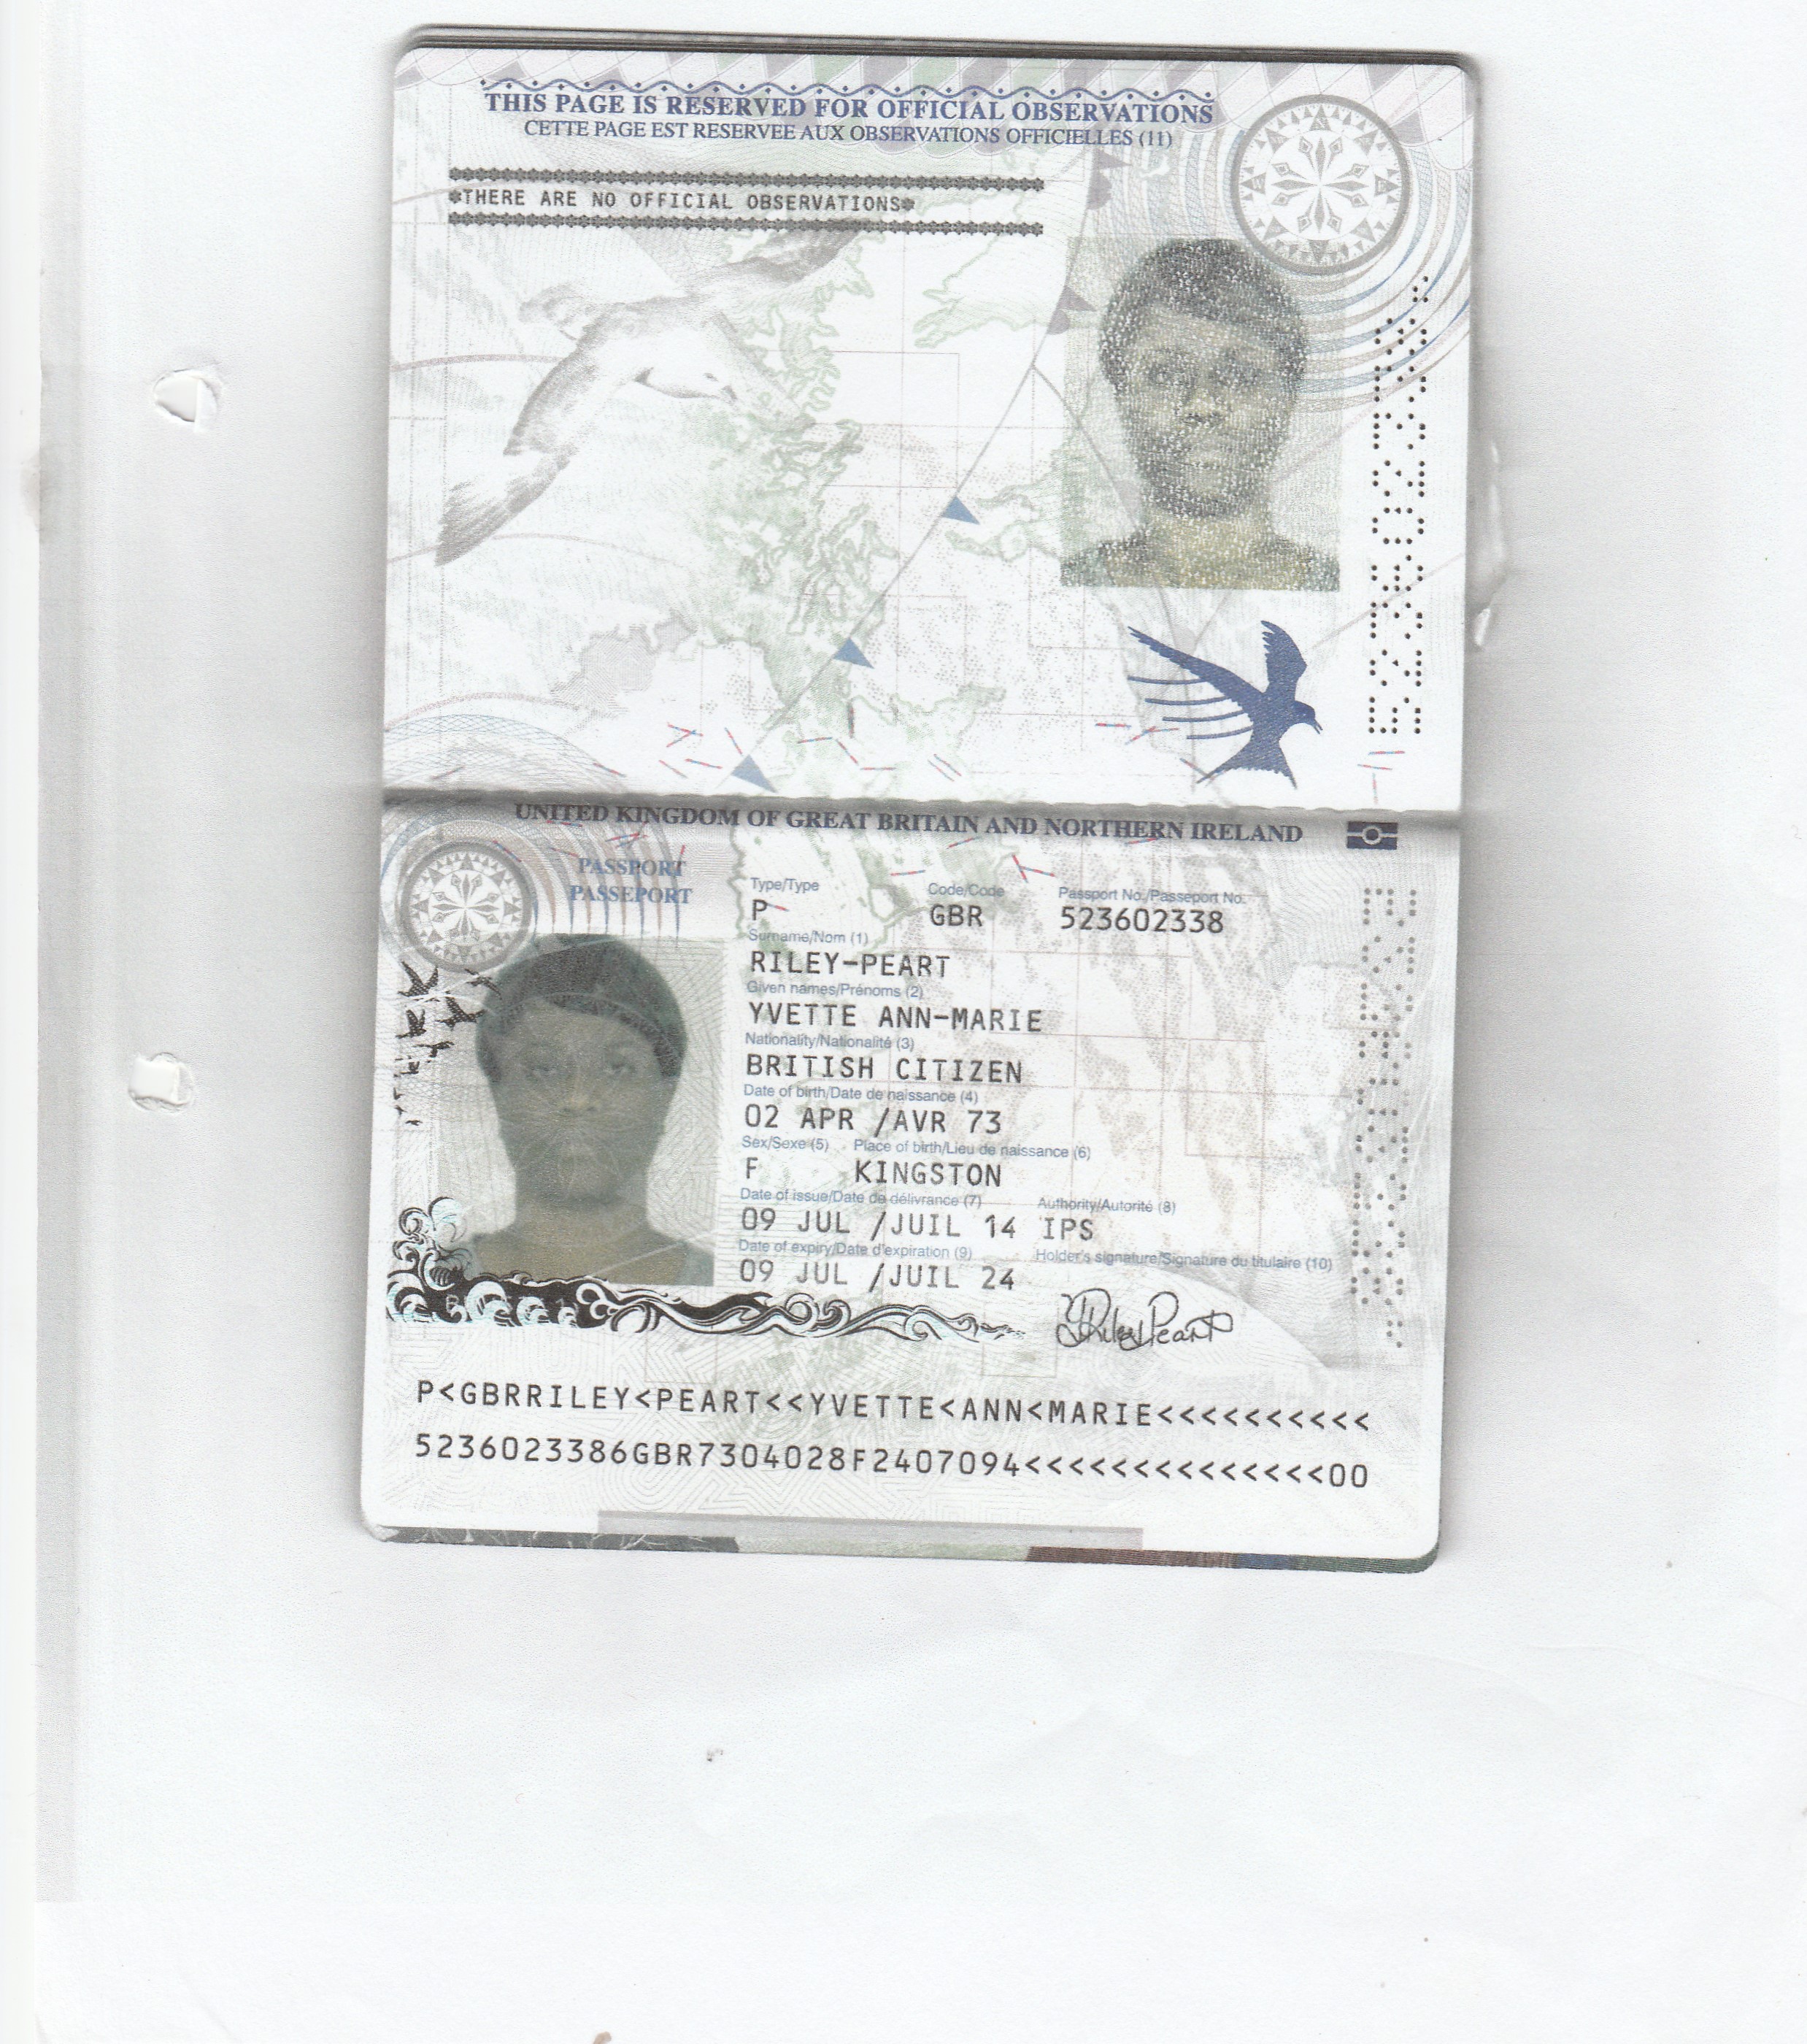 THIS PAGE IS RESERVED FOR OFFICIAL OBSERVATIONS
CETTE PAGE EST RESERVEE AUX OBSERVATIONS OFFICIELLES (11)
*THERE ARE NO OFFICIAL OBSERVATIONS*
UNITED KINGDOM OF GREAT BRITAIN AND NORTHERN IRELAND
PASSPORT
PASSEPORT
Type/Type Code/Code Passport No./Passeport No.
P GBR 523602338
Surname/Nom (1)
RILEY-PEART
Given names/Prénoms (2)
YVETTE ANN-MARIE
Nationality/Nationalité (3)
BRITISH CITIZEN
Date of birth/Date de naissance (4)
02 APR /AVR 73
Sex/Sexe (5) Place of birth/Lieu de naissance (6)
F KINGSTON
Date of issue/Date de délivrance (7) Authority/Autorité (8)
09 JUL /JUIL 14 IPS
Date of expiry/Date d'expiration (9) Holder's signature/Signature du titulaire (10)
09 JUL /JUIL 24
P<GBRRILEY<PEART<<YVETTE<ANN<MARIE<<<<<<<<<<
5236023386GBR7304028F2407094<<<<<<<<<<<<<<00